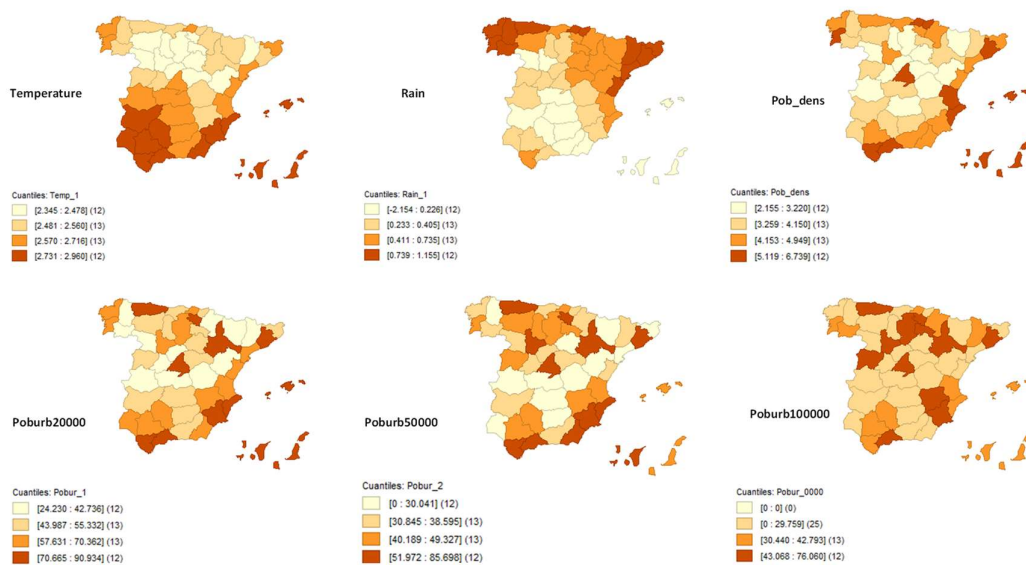 Temperature
Cuantiles: Temp_1
[2.345 : 2.478] (12)
[2.481 : 2.560] (13)
[2.570 : 2.716] (13)
[2.731 : 2.960] (12)
Rain
Cuantiles: Rain_1
[-2.154 : 0.226] (12)
[0.233 : 0.405] (13)
[0.411 : 0.735] (13)
[0.739 : 1.155] (12)
Pob_dens
Cuantiles: Pob_dens
[2.155 : 3.220] (12)
[3.259 : 4.150] (13)
[4.153 : 4.949] (13)
[5.119 : 6.739] (12)
Poburb20000
Cuantiles: Pobur_1
[24.230 : 42.736] (12)
[43.987 : 55.332] (13)
[57.631 : 70.362] (13)
[70.665 : 90.934] (12)
Poburb50000
Cuantiles: Pobur_2
[0 : 30.041] (12)
[30.845 : 38.595] (13)
[40.189 : 49.327] (13)
[51.972 : 85.698] (12)
Poburb100000
Cuantiles: Pobur_0000
[0 : 0] (0)
[0 : 29.759] (25)
[30.440 : 42.793] (13)
[43.068 : 76.060] (12)